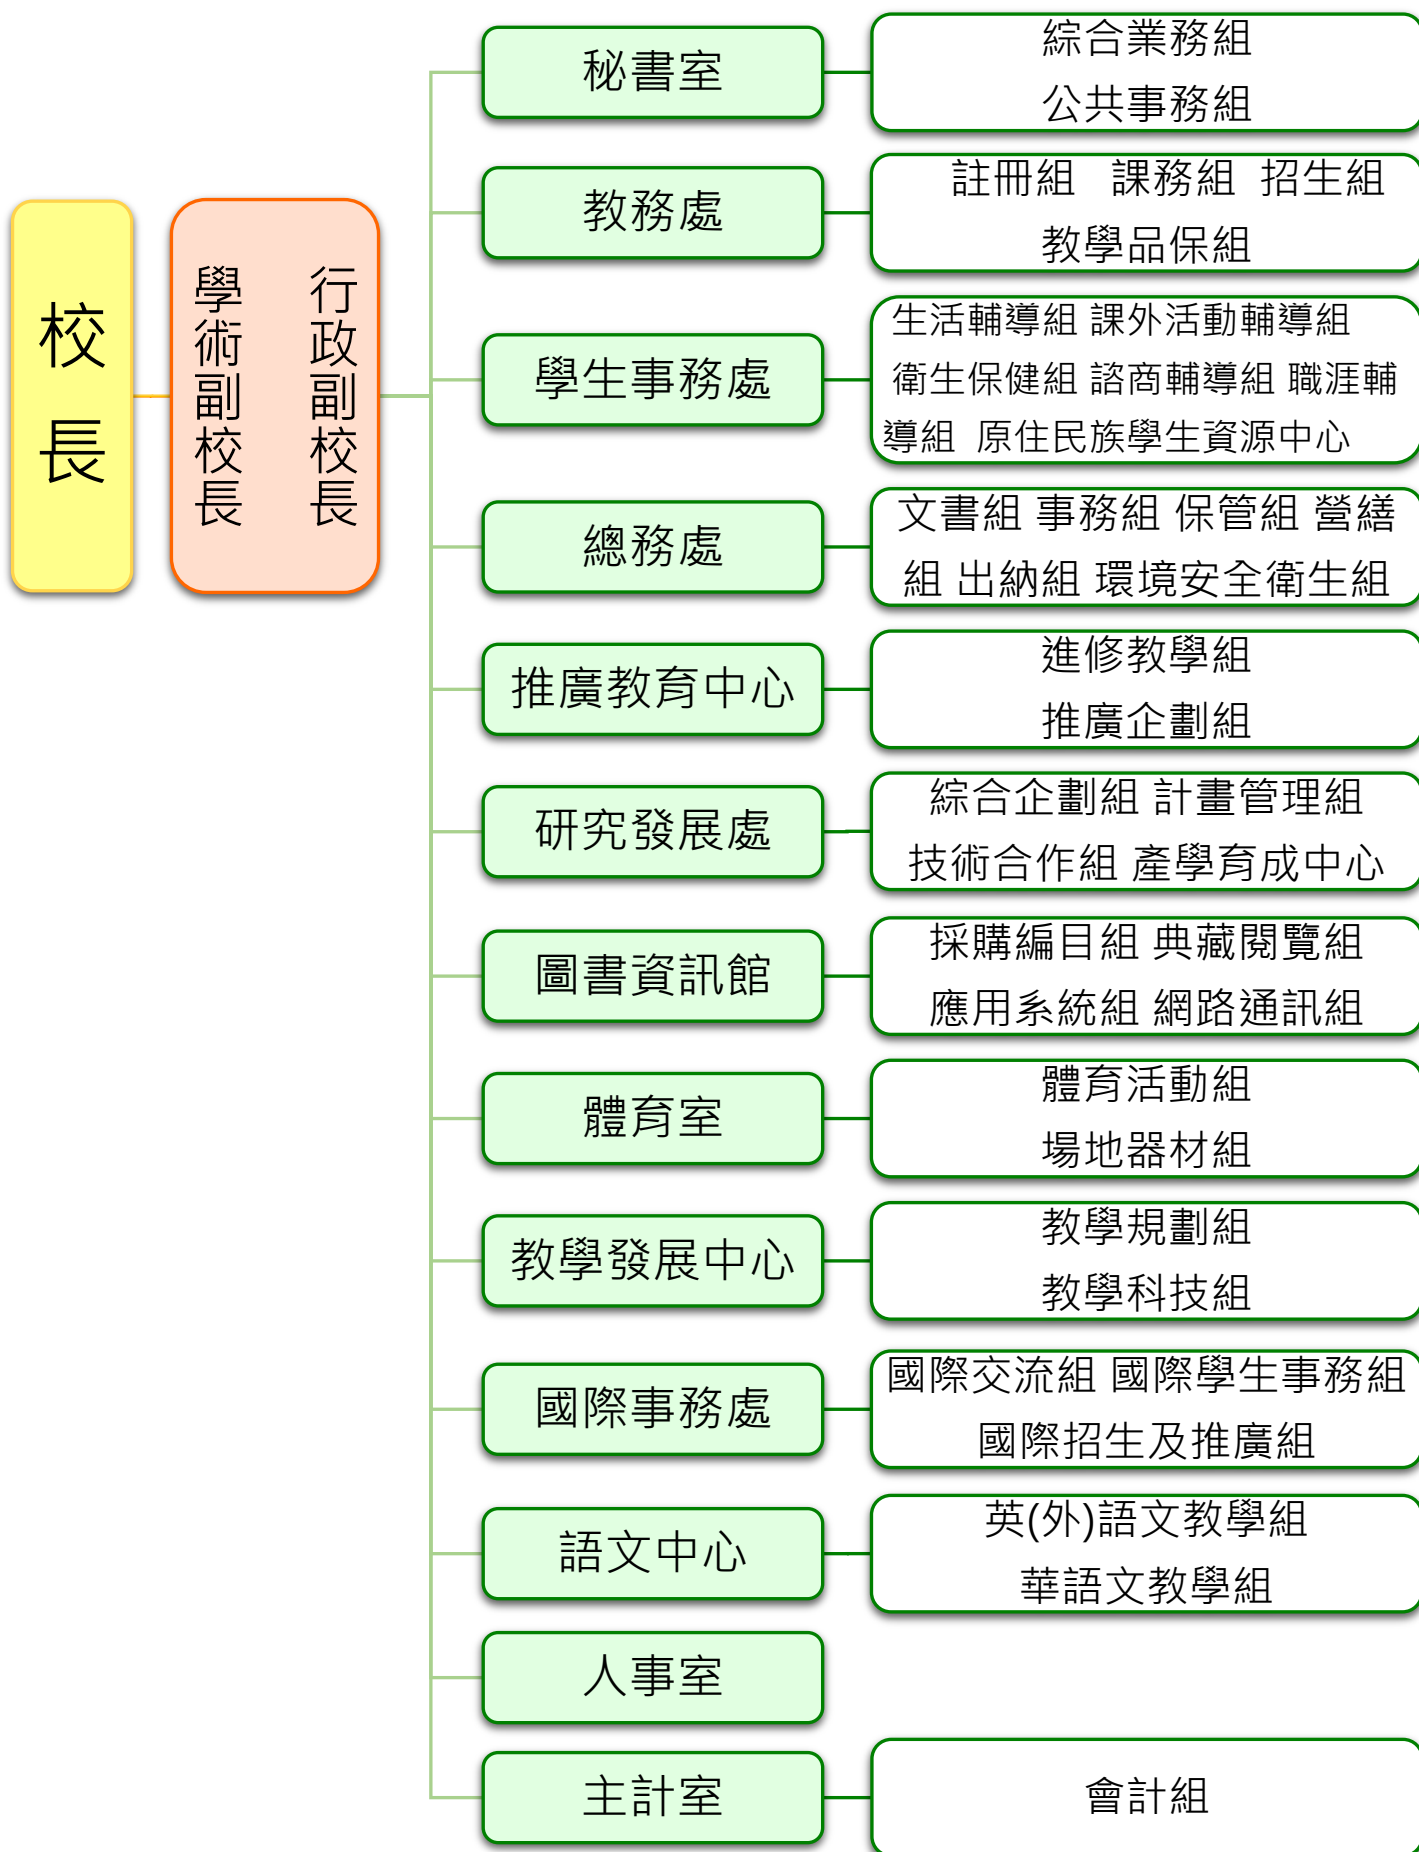 校長
學術副校長
行政副校長
秘書室
綜合業務組
公共事務組
教務處
註冊組 課務組 招生組
教學品保組
學生事務處
生活輔導組 課外活動輔導組
衛生保健組 諮商輔導組 職涯輔
導組 原住民族學生資源中心
總務處
文書組 事務組 保管組 營繕
組 出納組 環境安全衛生組
推廣教育中心
進修教學組
推廣企劃組
研究發展處
綜合企劃組 計畫管理組
技術合作組 產學育成中心
圖書資訊館
採購編目組 典藏閱覽組
應用系統組 網路通訊組
體育室
體育活動組
場地器材組
教學發展中心
教學規劃組
教學科技組
國際事務處
國際交流組 國際學生事務組
國際招生及推廣組
語文中心
英(外)語文教學組
華語文教學組
人事室
主計室
會計組